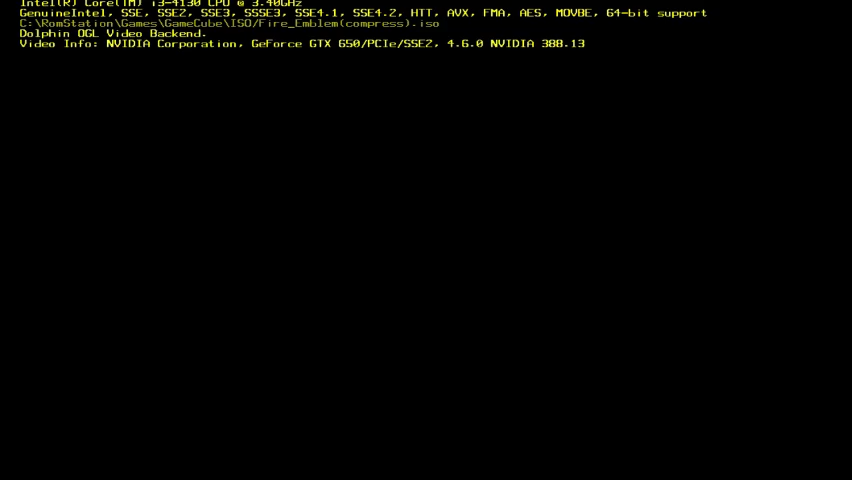 Intel(R) Core(TM) i3-4130 CPU @ 3.40GHz
GenuineIntel, SSE, SSE2, SSE3, SSSE3, SSE4.1, SSE4.2, HTT, AVX, FMA, AES, MOVBE, 64-bit support
C:\RomStation\Games\GameCube\ISO/Fire_Emblem(compress).iso
Dolphin OGL Video Backend.
Video Info: NVIDIA Corporation, GeForce GTX 650/PCIe/SSE2, 4.6.0 NVIDIA 388.13